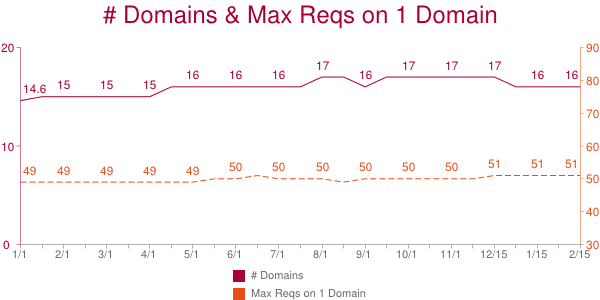 # Domains & Max Reqs on 1 Domain
20 90
80
70
10 60
50
40
0 30
14.6 15 15 15 16 16 16 17 16 17 17 17 16 16
49 49 49 49 49 50 50 50 50 50 50 51 51 51
1/1 2/1 3/1 4/1 5/1 6/1 7/1 8/1 9/1 10/1 11/1 12/15 1/15 2/15
# Domains
Max Reqs on 1 Domain